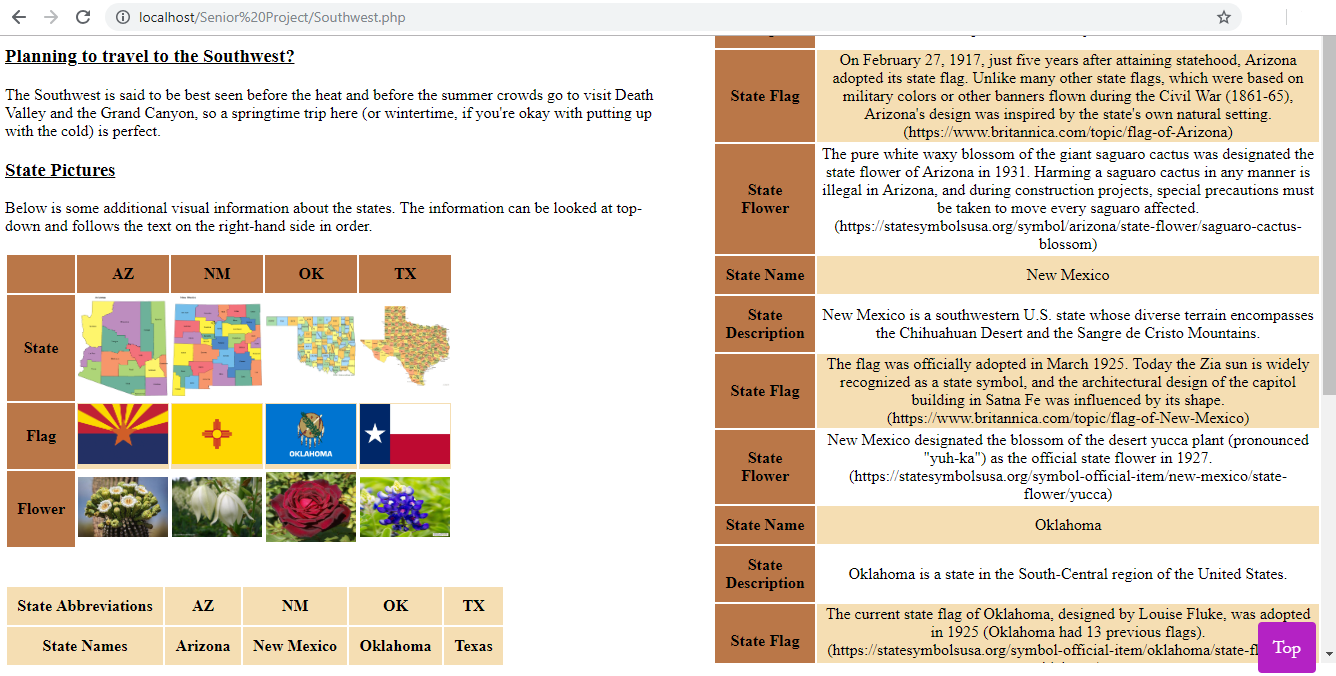 localhost/Senior%20Project/Southwest.php
Planning to travel to the Southwest?
The Southwest is said to be best seen before the heat and before the summer crowds go to visit Death
Valley and the Grand Canyon, so a springtime trip here (or wintertime, if you're okay with putting up
with the cold) is perfect.
State Pictures
Below is some additional visual information about the states. The information can be looked at top-
down and follows the text on the right-hand side in order.
AZ NM OK TX
State
Flag
OKLAHOMA
Flower
State Abbreviations AZ NM OK TX
State Names Arizona New Mexico Oklahoma Texas
State Flag
On February 27, 1917, just five years after attaining statehood, Arizona
adopted its state flag. Unlike many other state flags, which were based on
military colors or other banners flown during the Civil War (1861-65),
Arizona's design was inspired by the state's own natural setting.
(https://www.britannica.com/topic/flag-of-Arizona)
State
Flower
The pure white waxy blossom of the giant saguaro cactus was designated the
state flower of Arizona in 1931. Harming a saguaro cactus in any manner is
illegal in Arizona, and during construction projects, special precautions must
be taken to move every saguaro affected.
(https://statesymbolsusa.org/symbol/arizona/state-flower/saguaro-cactus-
blossom)
State Name New Mexico
State
Description
New Mexico is a southwestern U.S. state whose diverse terrain encompasses
the Chihuahuan Desert and the Sangre de Cristo Mountains.
State Flag
The flag was officially adopted in March 1925. Today the Zia sun is widely
recognized as a state symbol, and the architectural design of the capitol
building in Satna Fe was influenced by its shape.
(https://www.britannica.com/topic/flag-of-New-Mexico)
State
Flower
New Mexico designated the blossom of the desert yucca plant (pronounced
"yuh-ka") as the official state flower in 1927.
(https://statesymbolsusa.org/symbol-official-item/new-mexico/state-
flower/yucca)
State Name Oklahoma
State
Description
Oklahoma is a state in the South-Central region of the United States.
State Flag
The current state flag of Oklahoma, designed by Louise Fluke, was adopted
in 1925 (Oklahoma had 13 previous flags).
(https://statesymbolsusa.org/symbol-official-item/oklahoma/state-fl
Top